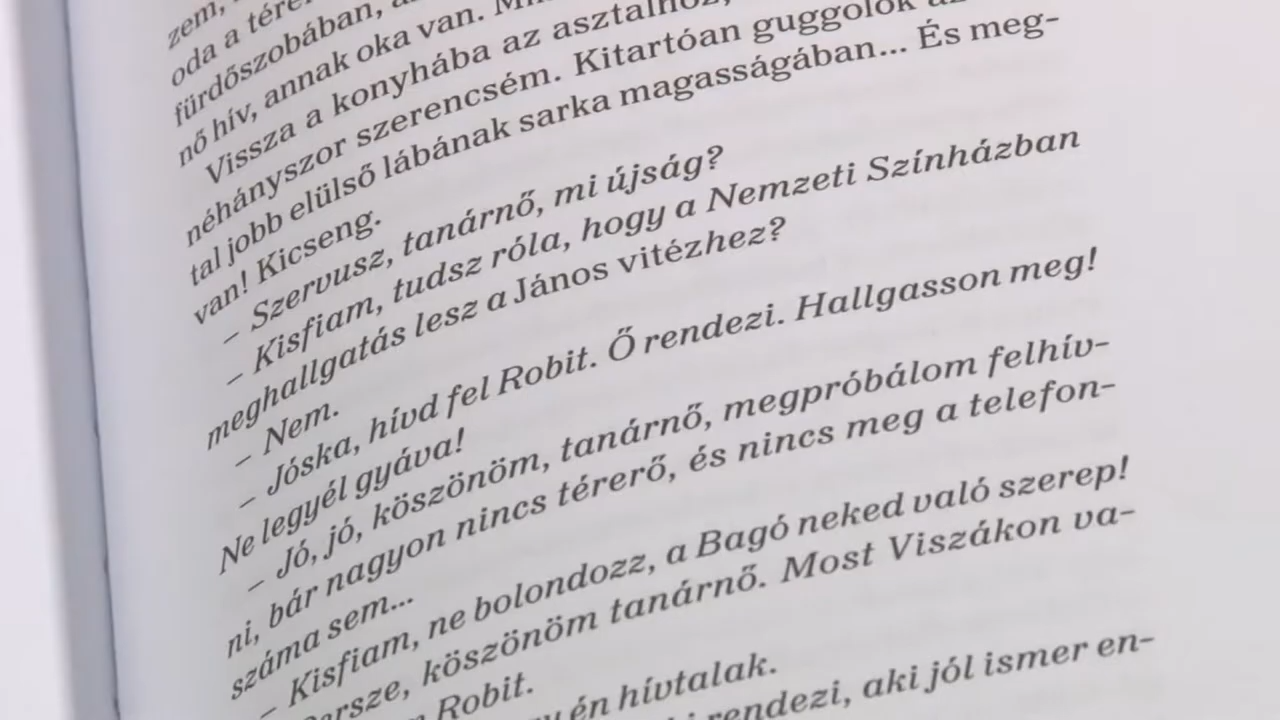 zem,
oda a tére
fürdőszobában, a
nő hív, annak oka van.
Vissza a konyhába az asztalhoz,
néhányszor szerencsém. Kitartóan guggolok
tal jobb elülső lábának sarka magasságában... És meg-
van! Kicseng.
– Szervusz, tanárnő, mi újság?
– Kisfiam, tudsz róla, hogy a Nemzeti Színházban
meghallgatás lesz a János vitézhez?
– Nem.
– Jóska, hívd fel Robit. Ő rendezi. Hallgasson meg!
Ne legyél gyáva!
– Jó, jó, köszönöm, tanárnő, megpróbálom felhív-
ni, bár nagyon nincs térerő, és nincs meg a telefon-
száma sem...
– Kisfiam, ne bolondozz, a Bagó neked való szerep!
köszönöm tanárnő. Most Viszákon va-
Robit.
én hívtalak.
rendezi, aki jól ismer en-